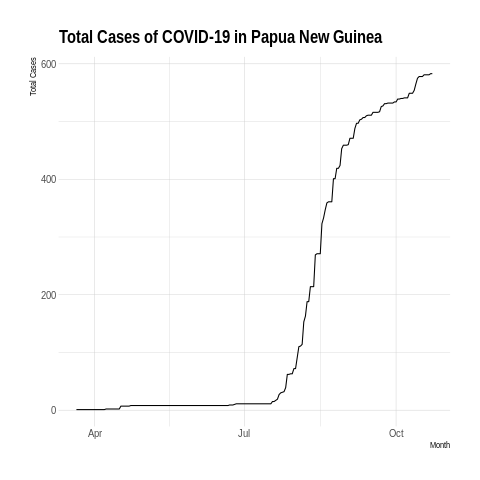 Total Cases of COVID-19 in Papua New Guinea
Total Cases
600
400
200
0
Apr Jul Oct
Month